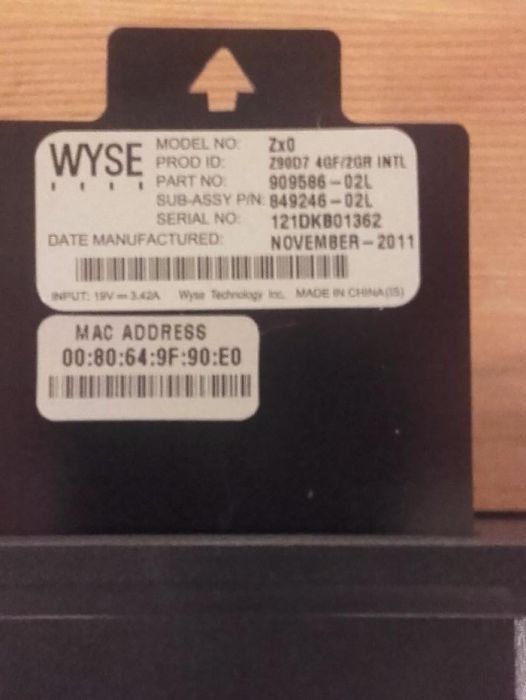 WYSE
MODEL NO: Zx0
PROD ID: Z90D7 4GF/2GR INTL
PART NO: 909586-02L
SUB-ASSY P/N: 849246-02L
SERIAL NO: 121DKB01362
DATE MANUFACTURED: NOVEMBER-2011
INPUT: 19V⎓3.42A Wyse Technology Inc. MADE IN CHINA(IS)
MAC ADDRESS
00:80:64:9F:90:E0